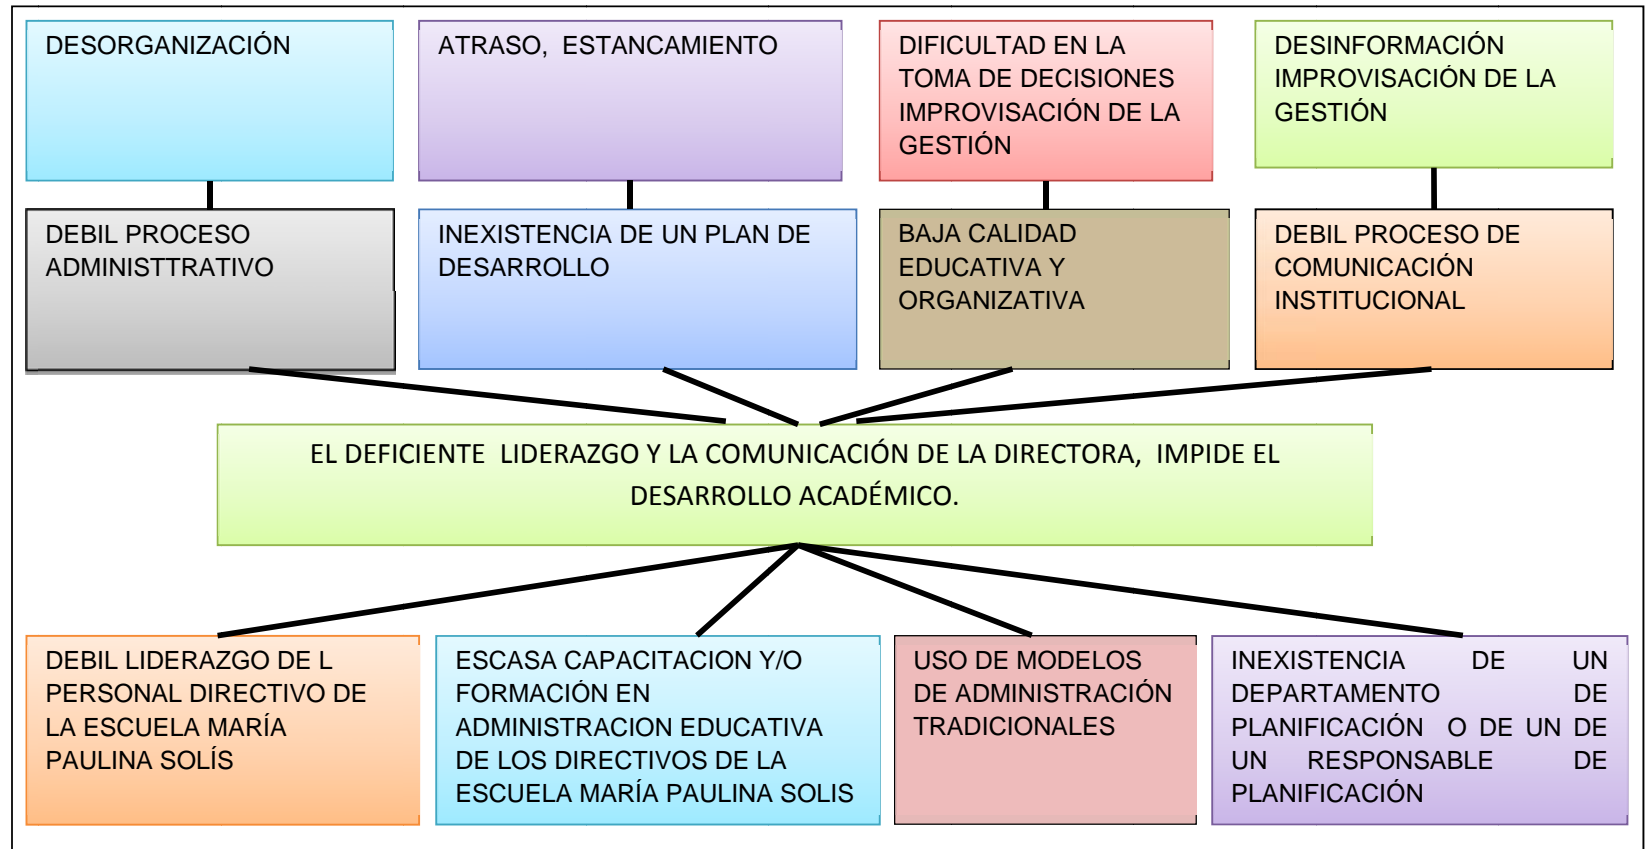 DESORGANIZACIÓN
ATRASO, ESTANCAMIENTO
DIFICULTAD EN LA
TOMA DE DECISIONES
IMPROVISACIÓN DE LA
GESTIÓN
DESINFORMACIÓN
IMPROVISACIÓN DE LA
GESTIÓN
DEBIL PROCESO
ADMINISTTRATIVO
INEXISTENCIA DE UN PLAN DE
DESARROLLO
BAJA CALIDAD
EDUCATIVA Y
ORGANIZATIVA
DEBIL PROCESO DE
COMUNICACIÓN
INSTITUCIONAL
EL DEFICIENTE LIDERAZGO Y LA COMUNICACIÓN DE LA DIRECTORA, IMPIDE EL
DESARROLLO ACADÉMICO.
DEBIL LIDERAZGO DE L
PERSONAL DIRECTIVO DE
LA ESCUELA MARÍA
PAULINA SOLÍS
ESCASA CAPACITACION Y/O
FORMACIÓN EN
ADMINISTRACION EDUCATIVA
DE LOS DIRECTIVOS DE LA
ESCUELA MARÍA PAULINA SOLIS
USO DE MODELOS
DE ADMINISTRACIÓN
TRADICIONALES
INEXISTENCIA DE UN
DEPARTAMENTO DE
PLANIFICACIÓN O DE UN DE
UN RESPONSABLE DE
PLANIFICACIÓN